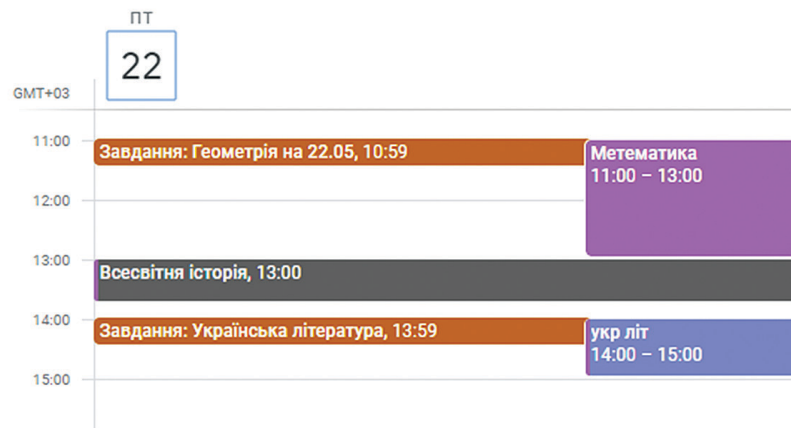 ПТ
22
GMT+03
11:00
Завдання: Геометрія на 22.05, 10:59
Метематика
11:00 – 13:00
12:00
13:00
Всесвітня історія, 13:00
14:00
Завдання: Українська література, 13:59
укр літ
14:00 – 15:00
15:00